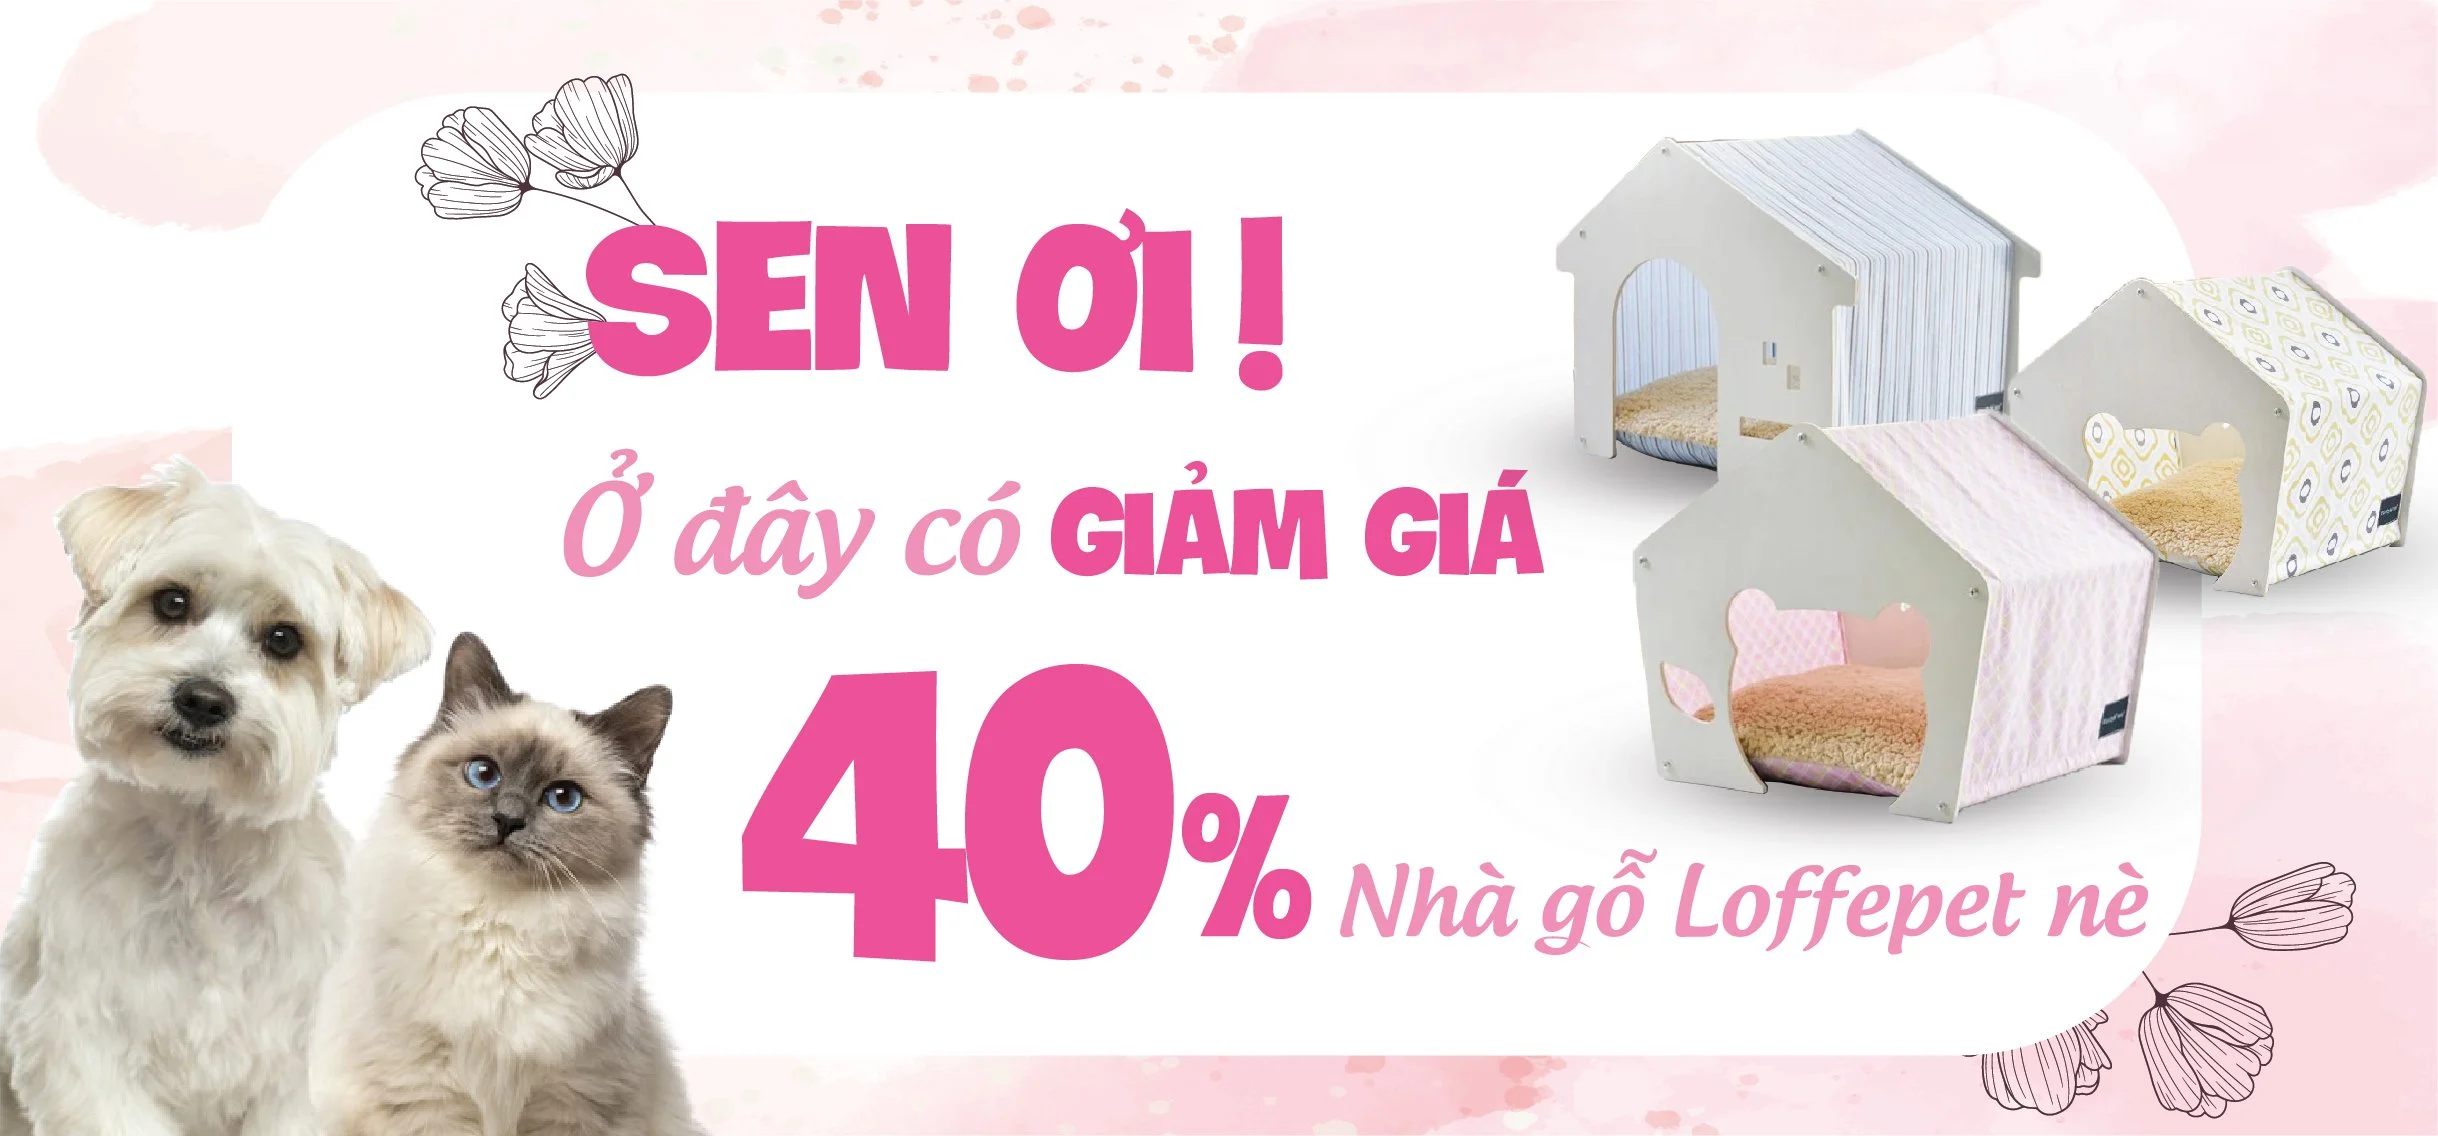 SEN ƠI!
Ở đây có GIẢM GIÁ
40% Nhà gỗ Loffepet nè